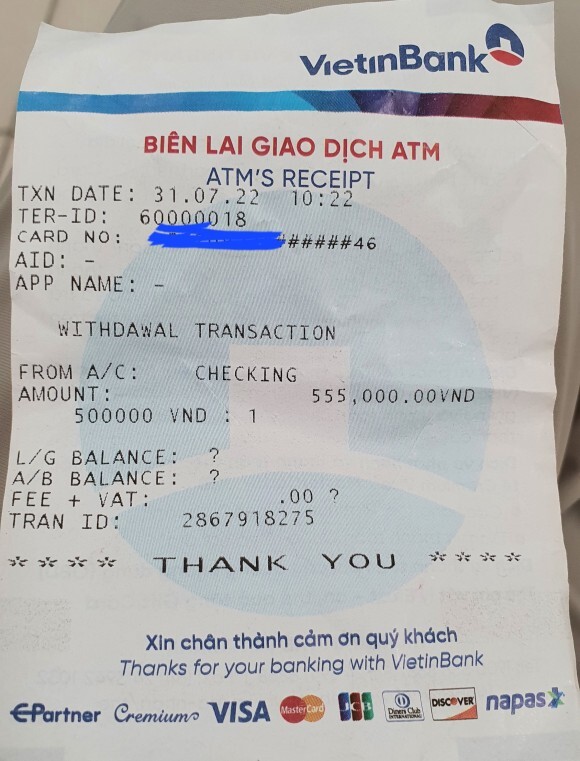 VietinBank
BIÊN LAI GIAO DỊCH ATM
ATM'S RECEIPT
TXN DATE: 31.07.22 10:22
TER-ID: 60000018
CARD NO: ######46
AID: -
APP NAME: -
WITHDAWAL TRANSACTION
FROM A/C: CHECKING
AMOUNT: 555,000.00VND
500000 VND : 1
L/G BALANCE: ?
A/B BALANCE: ?
FEE + VAT: .00 ?
TRAN ID: 2867918275
**** THANK YOU ****
Xin chân thành cảm ơn quý khách
Thanks for your banking with VietinBank
EPartner Cremium VISA MasterCard JCB Diners Club INTERNATIONAL DISCOVER napas